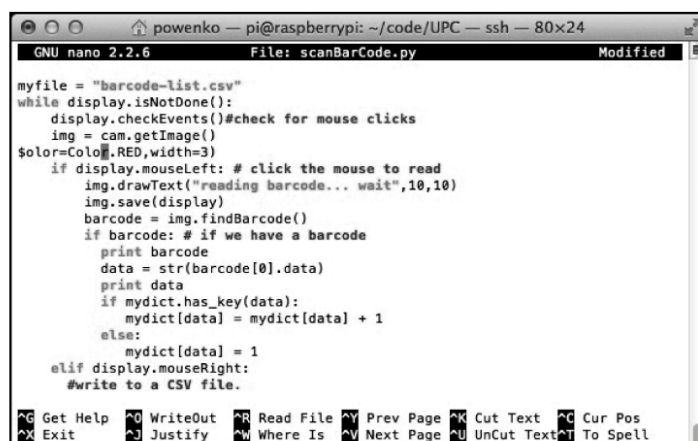 powenko — pi@raspberrypi: ~/code/UPC — ssh — 80×24
GNU nano 2.2.6 File: scanBarCode.py Modified
myfile = "barcode-list.csv"
while display.isNotDone():
    display.checkEvents()#check for mouse clicks
    img = cam.getImage()
$olor=Color.RED,width=3)
    if display.mouseLeft: # click the mouse to read
        img.drawText("reading barcode... wait",10,10)
        img.save(display)
        barcode = img.findBarcode()
        if barcode: # if we have a barcode
          print barcode
          data = str(barcode[0].data)
          print data
          if mydict.has_key(data):
             mydict[data] = mydict[data] + 1
          else:
             mydict[data] = 1
    elif display.mouseRight:
      #write to a CSV file.
^G Get Help ^O WriteOut ^R Read File ^Y Prev Page ^K Cut Text ^C Cur Pos
^X Exit ^J Justify ^W Where Is ^V Next Page ^U UnCut Text ^T To Spell